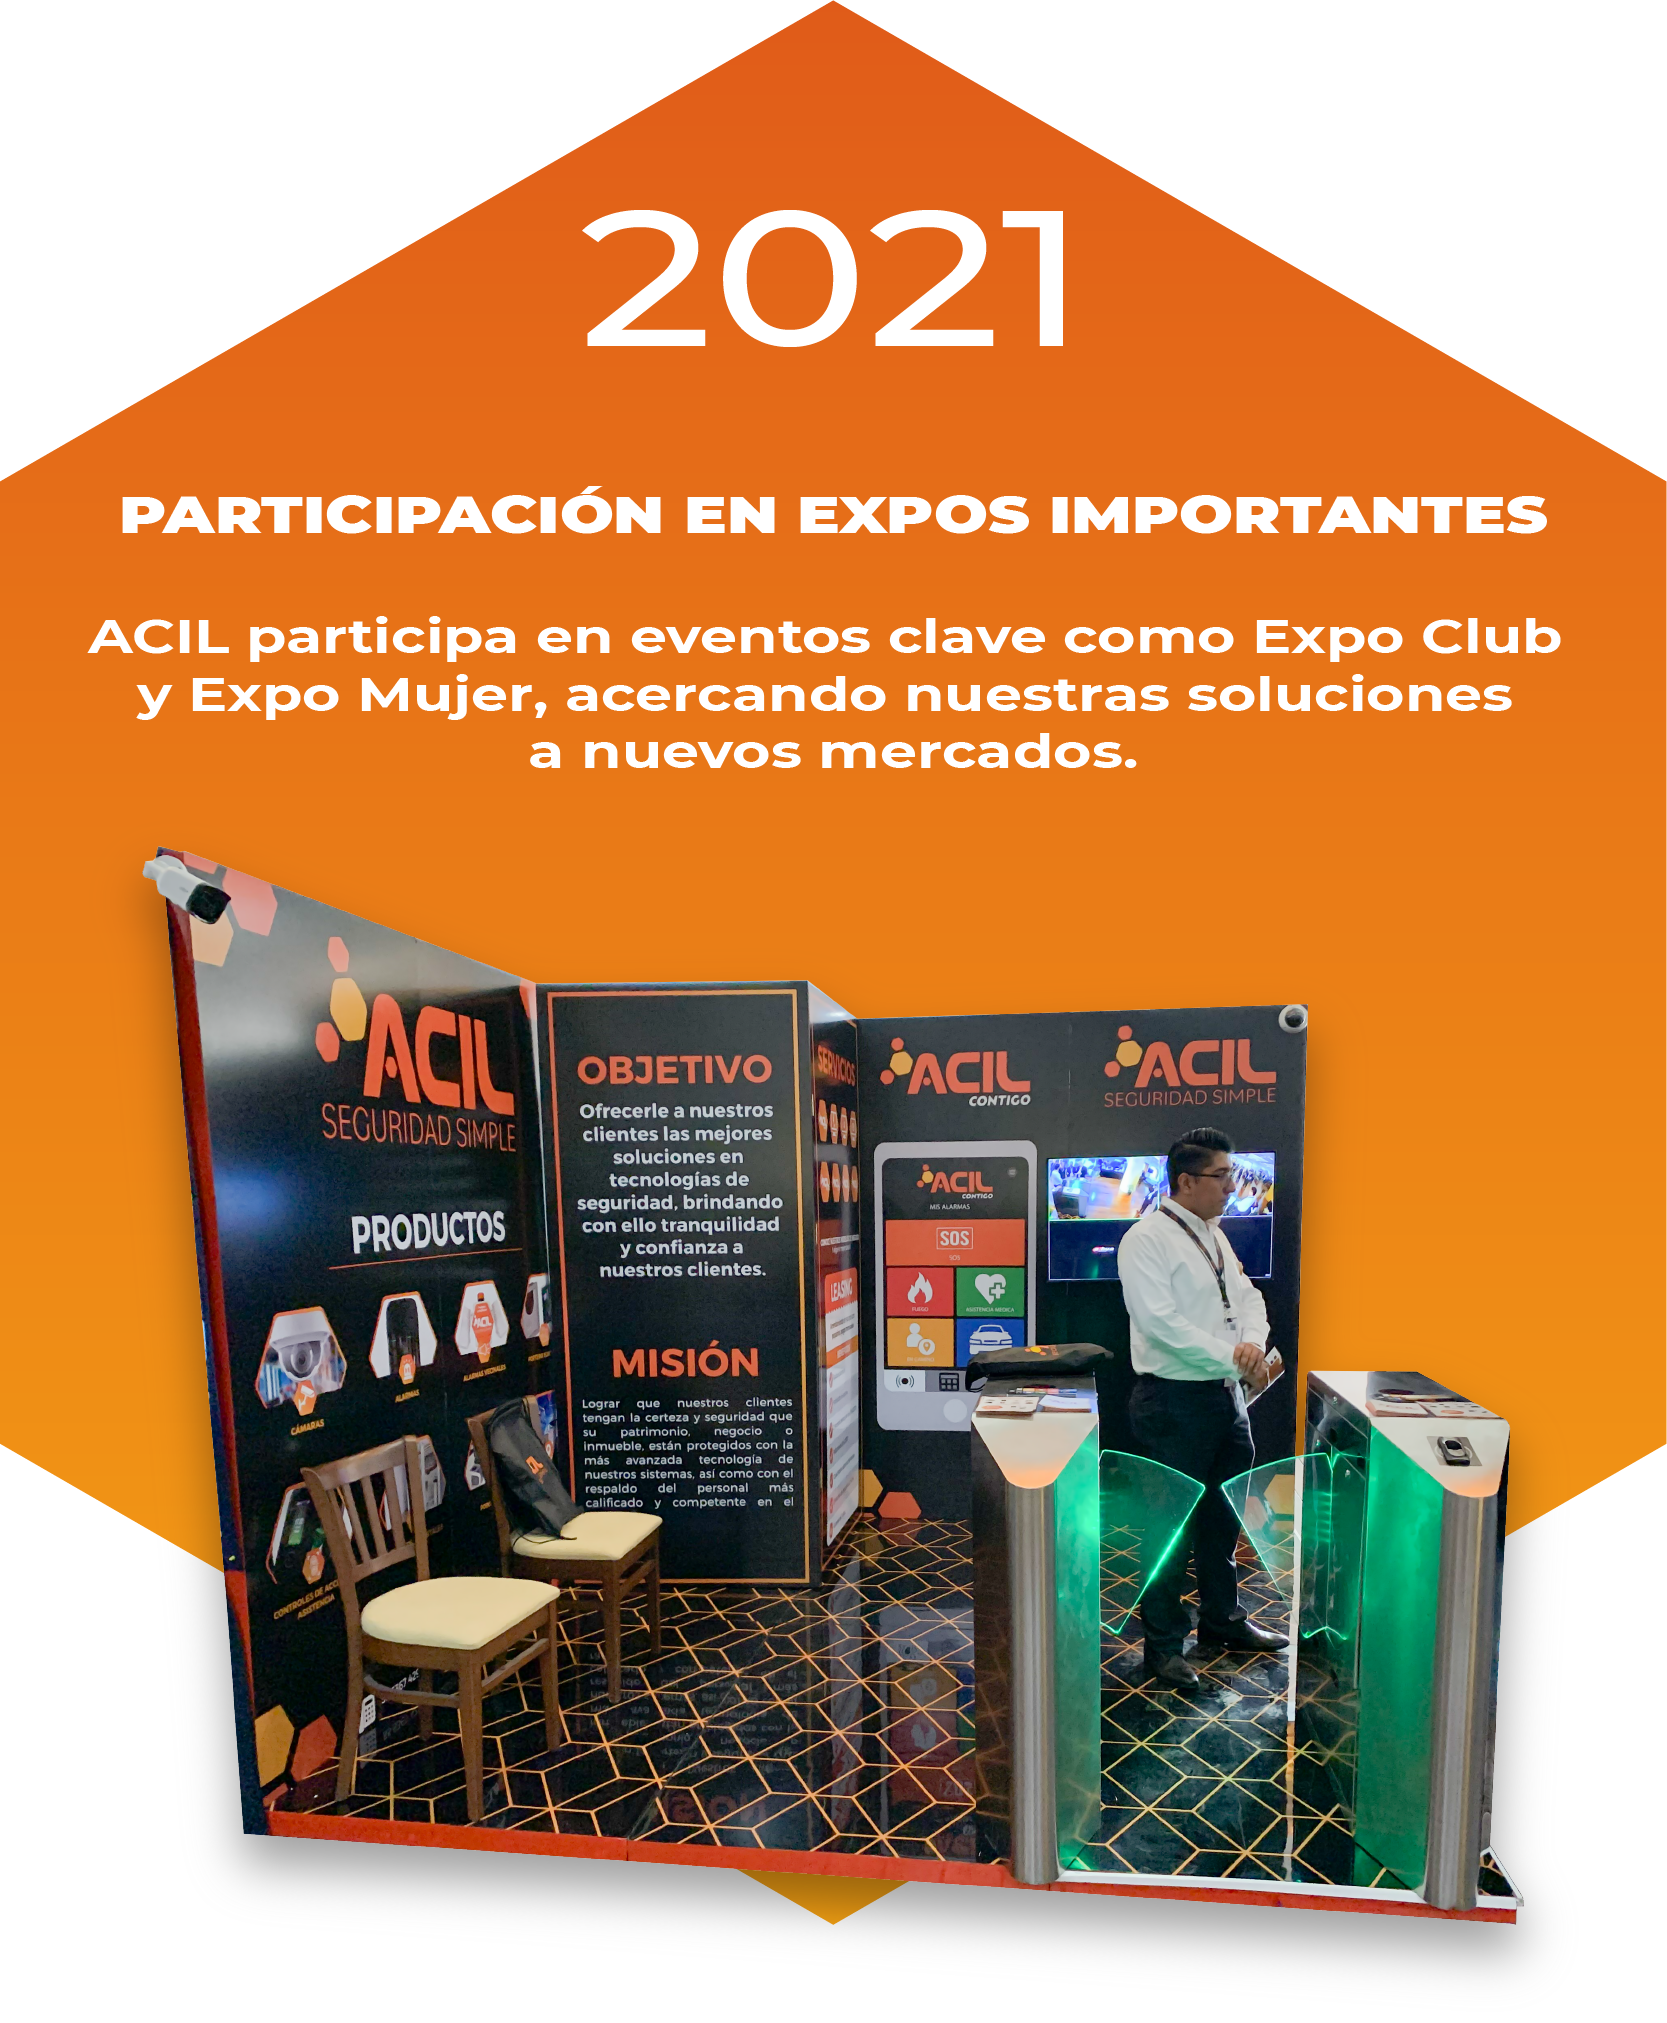 2021
PARTICIPACIÓN EN EXPOS IMPORTANTES
ACIL participa en eventos clave como Expo Club
y Expo Mujer, acercando nuestras soluciones
a nuevos mercados.
ACIL
SEGURIDAD SIMPLE
PRODUCTOS
CÁMARAS
ALARMAS
ALARMAS VECINALES
CONTROLES DE
ASISTENCIA
OBJETIVO
Ofrecerle a nuestros
clientes las mejores
soluciones en
tecnologías de
seguridad, brindando
con ello tranquilidad
y confianza a
nuestros clientes.
MISIÓN
Lograr que nuestros clientes
tengan la certeza y seguridad que
su patrimonio, negocio o
inmueble, están protegidos con la
más avanzada tecnología de
nuestros sistemas, así como con el
respaldo del personal más
calificado y competente en el
SERVICIOS
LEASING
ACIL
CONTIGO
ACIL
CONTIGO
MIS ALARMAS
SOS
SOS
FUEGO
ASISTENCIA MEDICA
ACIL
SEGURIDAD SIMPLE